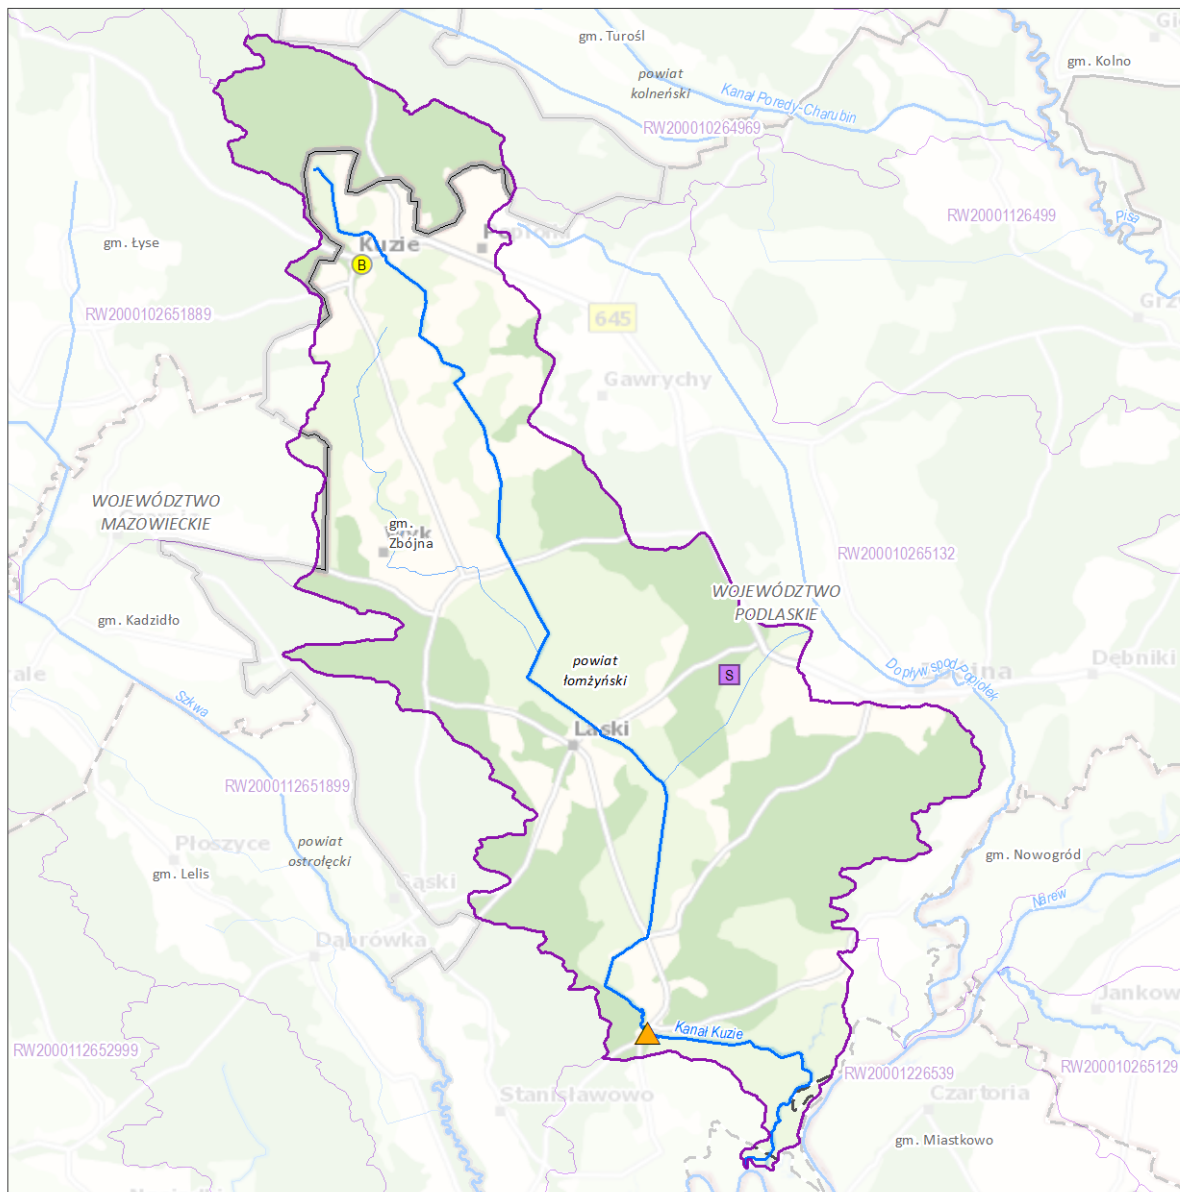 gm. Turośl
gm. Kolno
powiat
kolneński
Kanał Poredy-Charubin
RW200010264969
RW20001126499
Pisa
gm. Łyse
Kuzie
B
RW2000102651889
645
Gawrychy
WOJEWÓDZTWO
MAZOWIECKIE
gm.
Zbójna
RW200010265132
WOJEWÓDZTWO
PODLASKIE
gm. Kadzidło
powiat
łomżyński
S
Dopływ spod Popiołek
Dębniki
Szkwa
Laski
RW2000112651899
powiat
ostrołęcki
Płoszyce
gm. Lelis
gm. Nowogród
Gąski
Narew
Dąbrówka
Kanał Kuzie
RW2000112652999
RW20001226539
RW200010265129
Stanisławowo
Czartoria
gm. Miastkowo